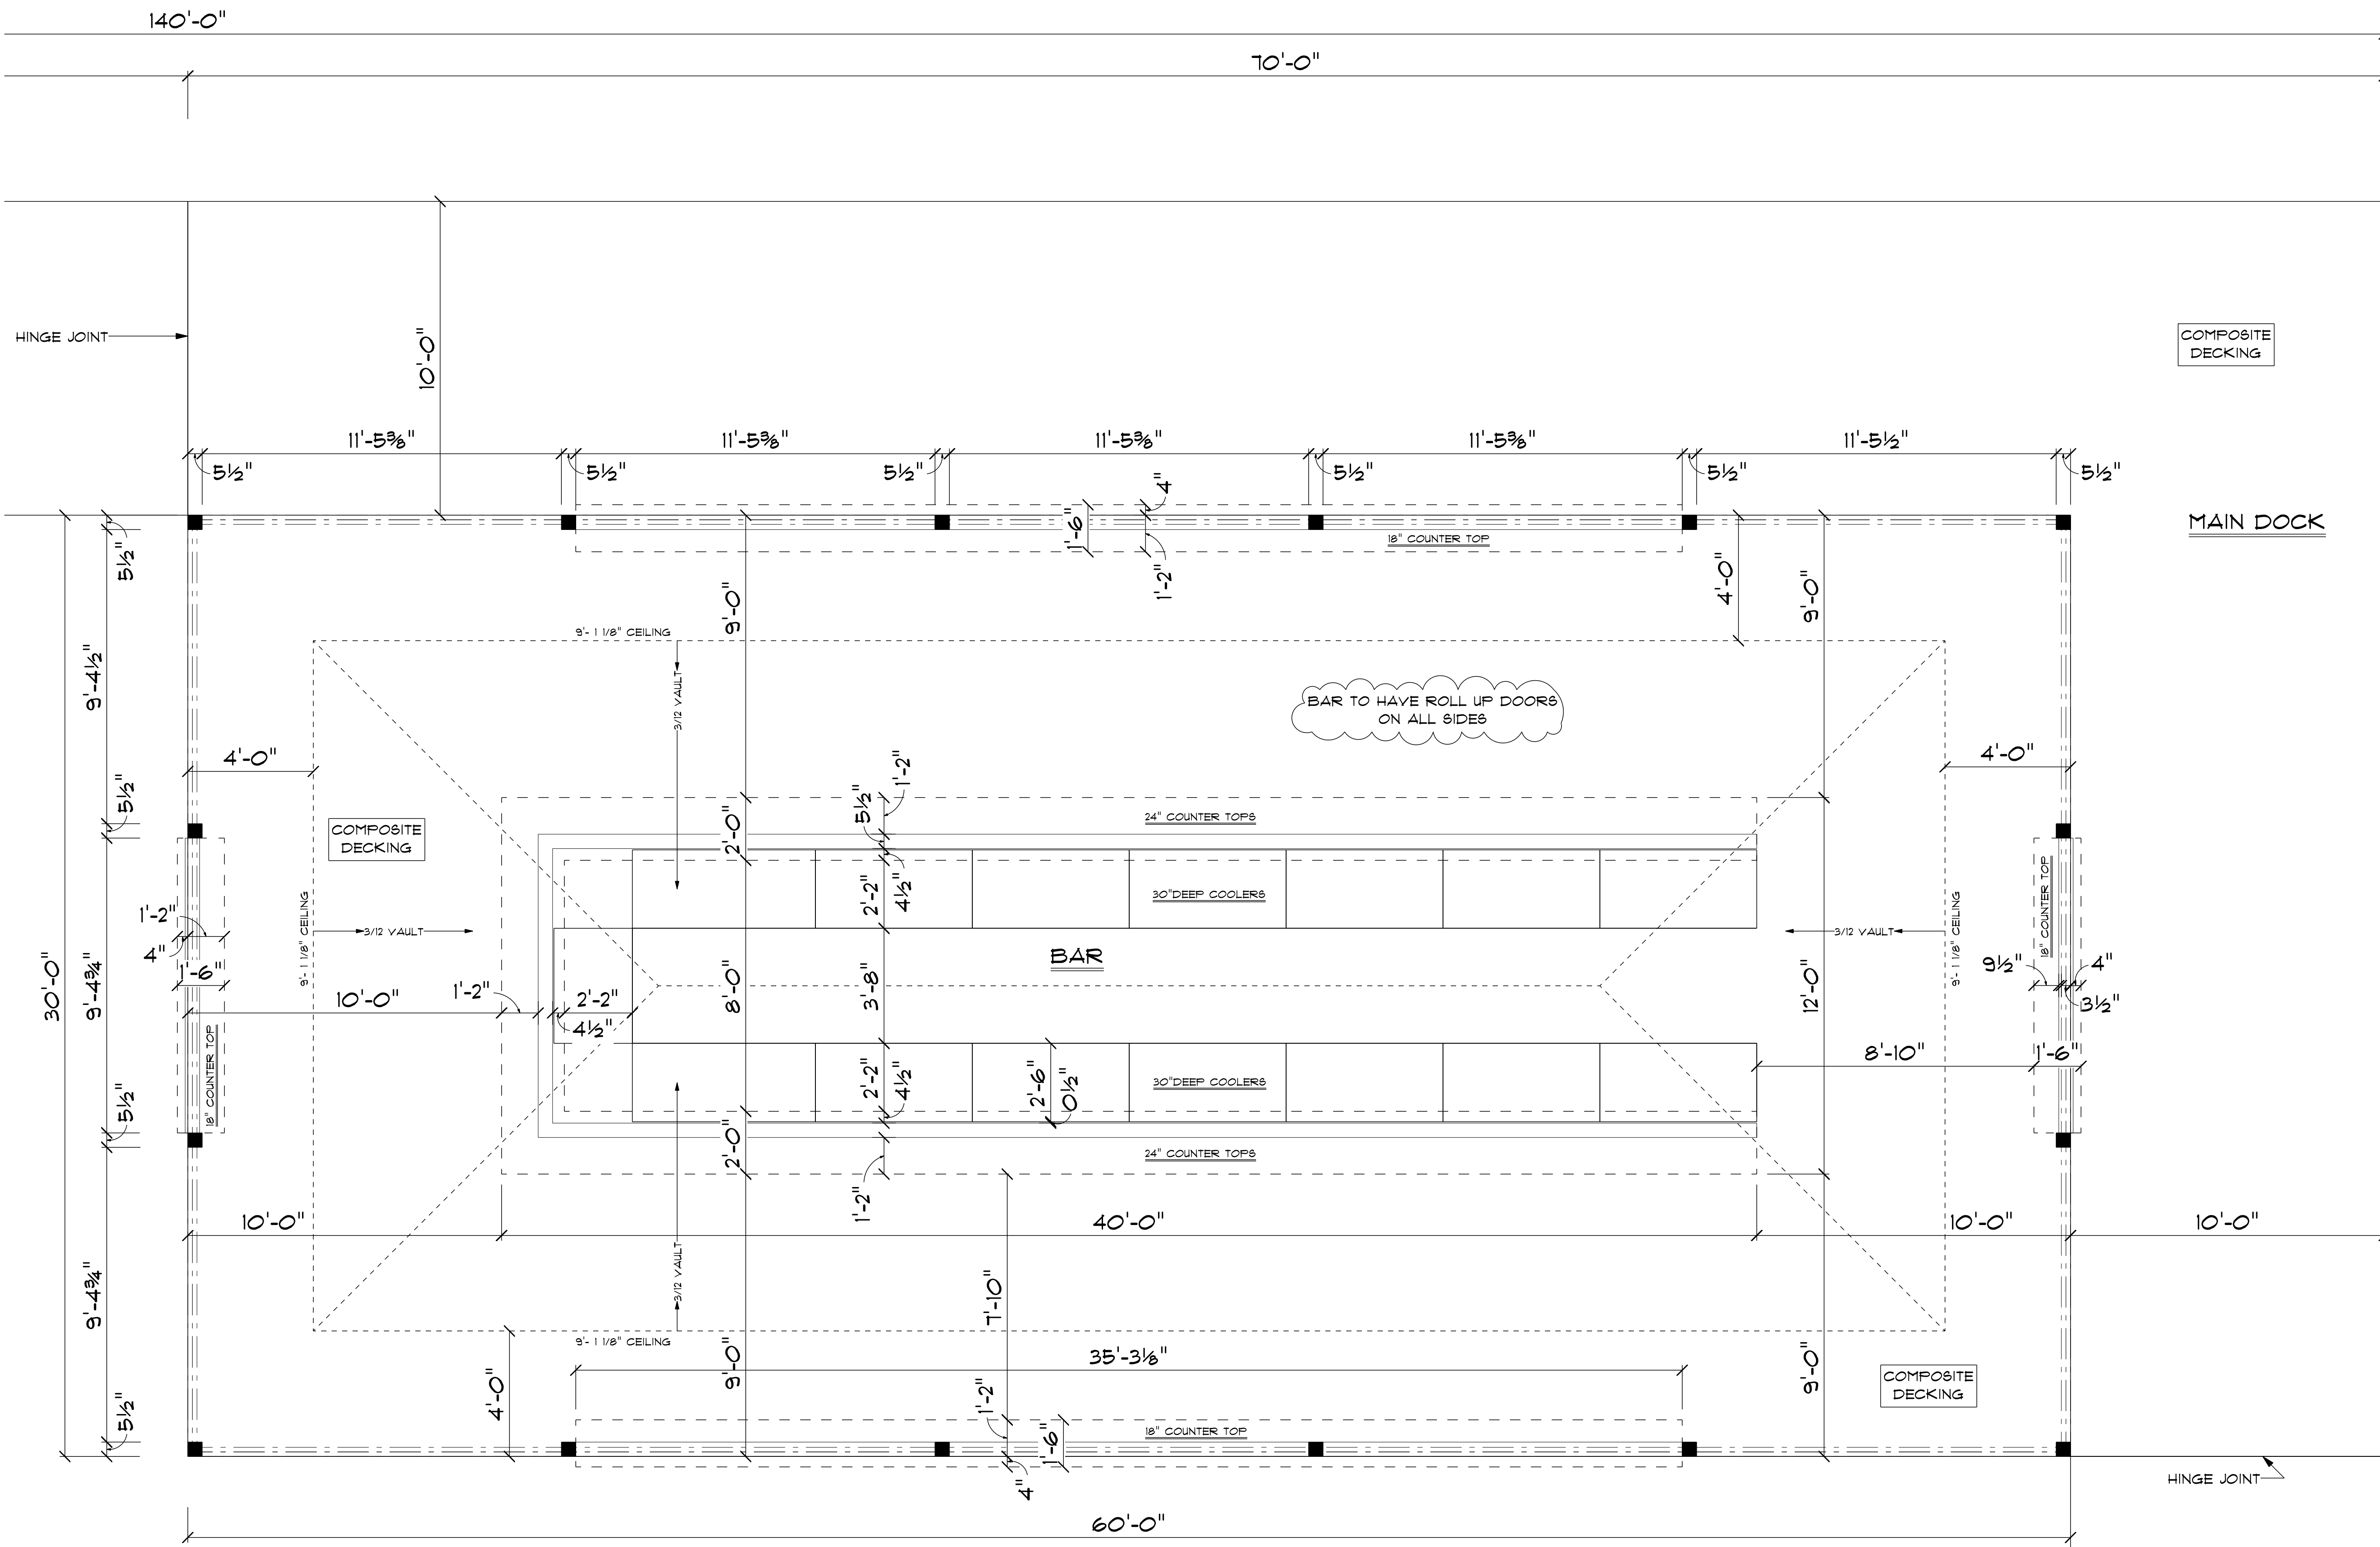 140'-0"
70'-0"
HINGE JOINT
10'-0"
COMPOSITE
DECKING
11'-5⅜"
11'-5⅜"
11'-5⅜"
11'-5⅜"
11'-5½"
5½"
5½"
5½"
5½"
5½"
5½"
4"
1'-6"
1'-2"
18" COUNTER TOP
MAIN DOCK
5½"
9'-0"
4'-0"
9'-0"
9'- 1 1/8" CEILING
3/12 VAULT
9'-4½"
BAR TO HAVE ROLL UP DOORS
ON ALL SIDES
4'-0"
4'-0"
5½"
1'-2"
5½"
2'-0"
24" COUNTER TOPS
COMPOSITE
DECKING
2'-2"
4½"
30"DEEP COOLERS
18" COUNTER TOP
9'- 1 1/8" CEILING
9'- 1 1/8" CEILING
1'-2"
3/12 VAULT
3/12 VAULT
4"
BAR
1'-6"
9½"
4"
3½"
30'-0"
9'-4¾"
10'-0"
1'-2"
2'-2"
4½"
8'-0"
3'-8"
12'-0"
18" COUNTER TOP
8'-10"
1'-6"
5½"
2'-2"
4½"
2'-6"
0½"
30"DEEP COOLERS
2'-0"
24" COUNTER TOPS
1'-2"
10'-0"
40'-0"
10'-0"
10'-0"
9'-4¾"
3/12 VAULT
7'-10"
9'- 1 1/8" CEILING
35'-3⅛"
4'-0"
9'-0"
9'-0"
COMPOSITE
DECKING
5½"
1'-2"
1'-6"
18" COUNTER TOP
4"
HINGE JOINT
60'-0"